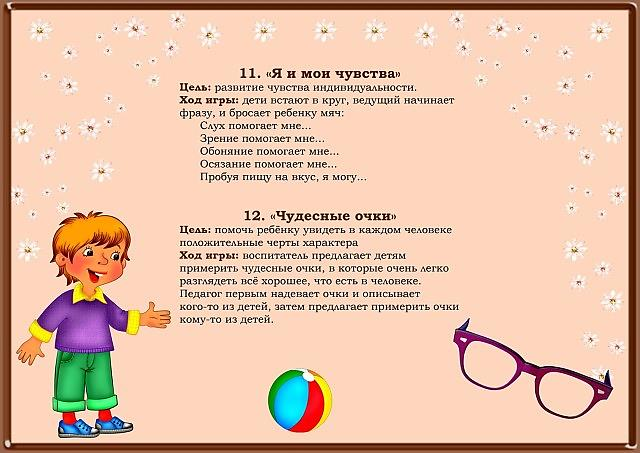 11. «Я и мои чувства»
Цель: развитие чувства индивидуальности.
Ход игры: дети встают в круг, ведущий начинает
фразу, и бросает ребенку мяч:
Слух помогает мне...
Зрение помогает мне...
Обоняние помогает мне...
Осязание помогает мне...
Пробуя пищу на вкус, я могу...
12. «Чудесные очки»
Цель: помочь ребёнку увидеть в каждом человеке
положительные черты характера
Ход игры: воспитатель предлагает детям
примерить чудесные очки, в которые очень легко
разглядеть всё хорошее, что есть в человеке.
Педагог первым надевает очки и описывает
кого-то из детей, затем предлагает примерить очки
кому-то из детей.